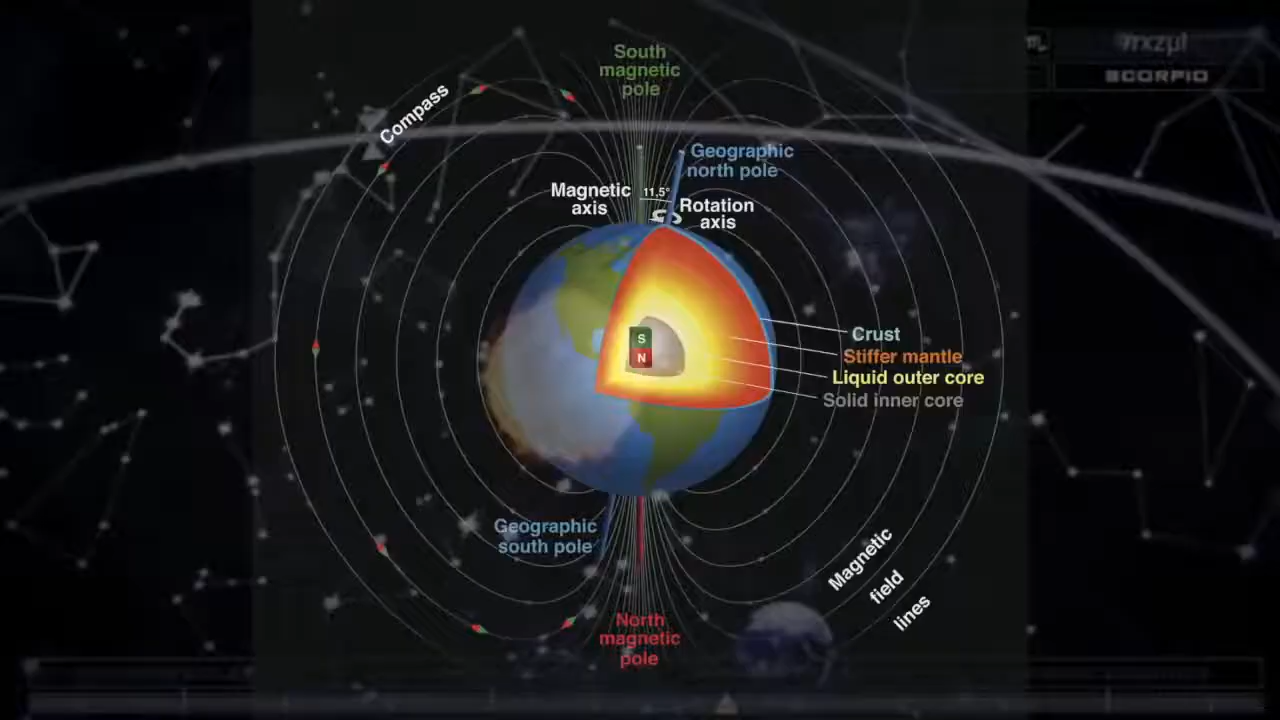 South
magnetic
pole
Compass
SCORPIO
Geographic
north pole
Magnetic
axis
11,5°
Rotation
axis
S
N
Crust
Stiffer mantle
Liquid outer core
Solid inner core
Geographic
south pole
Magnetic
field
lines
North
magnetic
pole